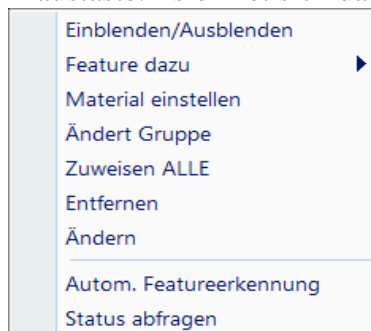 Einblenden/Ausblenden
Feature dazu
Material einstellen
Ändert Gruppe
Zuweisen ALLE
Entfernen
Ändern
Autom. Featureerkennung
Status abfragen